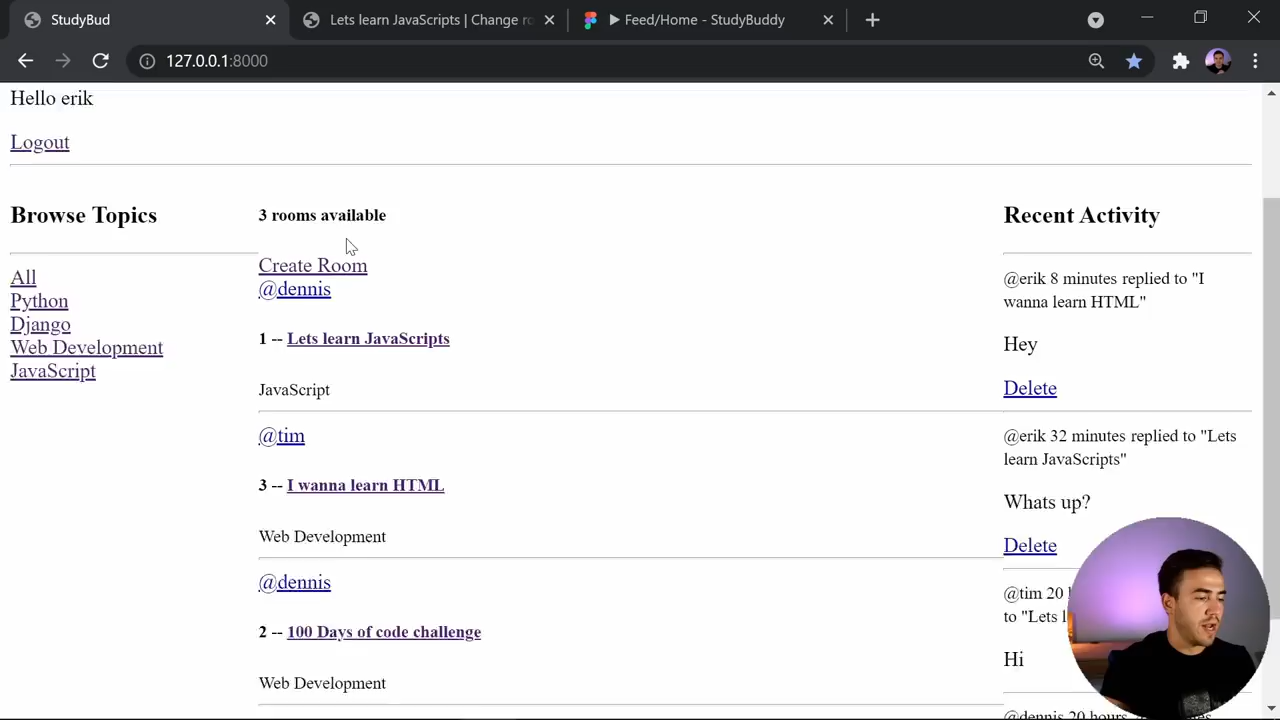 StudyBud
Lets learn JavaScripts | Change ro
Feed/Home - StudyBuddy
127.0.0.1:8000
Hello erik
Logout
Browse Topics
All
Python
Django
Web Development
JavaScript
3 rooms available
Create Room
@dennis
1 -- Lets learn JavaScripts
JavaScript
@tim
3 -- I wanna learn HTML
Web Development
@dennis
2 -- 100 Days of code challenge
Web Development
Recent Activity
@erik 8 minutes replied to "I
wanna learn HTML"
Hey
Delete
@erik 32 minutes replied to "Lets
learn JavaScripts"
Whats up?
Delete
@tim 20
to "Lets
Hi
@dennis 20 hours